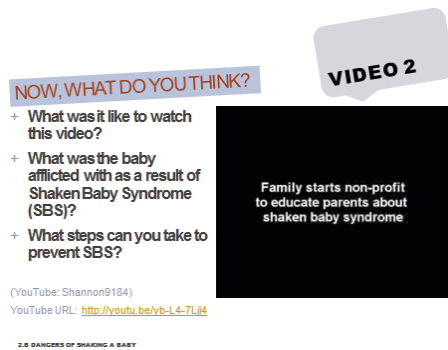 VIDEO 2
NOW, WHAT DO YOU THINK?
+ What was it like to watch
this video?
+ What was the baby
afflicted with as a result of
Shaken Baby Syndrome
(SBS)?
+ What steps can you take to
prevent SBS?
Family starts non-profit
to educate parents about
shaken baby syndrome
(YouTube: Shannon9184)
YouTube URL: http://youtu.be/yb-L4-7Ljj4
2.B DANGERS OF SHAKING A BABY